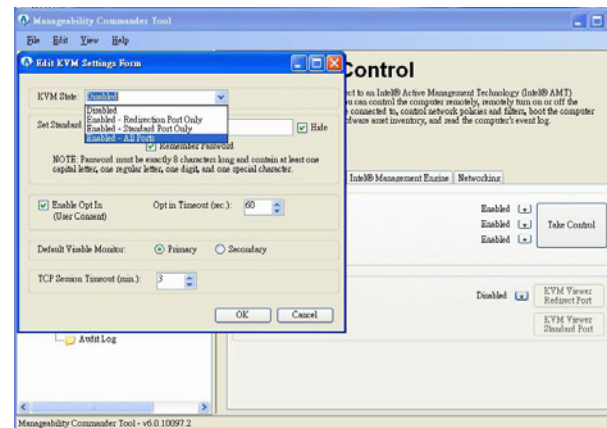 Manageability Commander Tool
File Edit View Help
Edit KVM Settings Form
KVM State: Disabled
Disabled
Enabled - Redirection Port Only
Enabled - Standard Port Only
Enabled - All Ports
Set Standard
Hide
Remember Password
NOTE: Password must be exactly 8 characters long and contain at least one
capital letter, one regular letter, one digit, and one special character.
Enable Opt In
(User Consent)
Opt in Timeout (sec.): 60
Default Visable Monitor: Primary Secondary
TCP Session Timeout (min.): 3
OK Cancel
Control
ect to an Intel® Active Management Technology (Intel® AMT)
u can control the computer remotely, remotely turn on or off the
connected to, control network policies and filters, boot the computer
rdware asset inventory, and read the computer's event log.
Intel® Management Engine Networking
Enabled
Enabled
Enabled
Take Control
Disabled
KVM Viewer
Redirect Port
KVM Viewer
Standard Port
Audit Log
Manageability Commander Tool - v6.0.10097.2